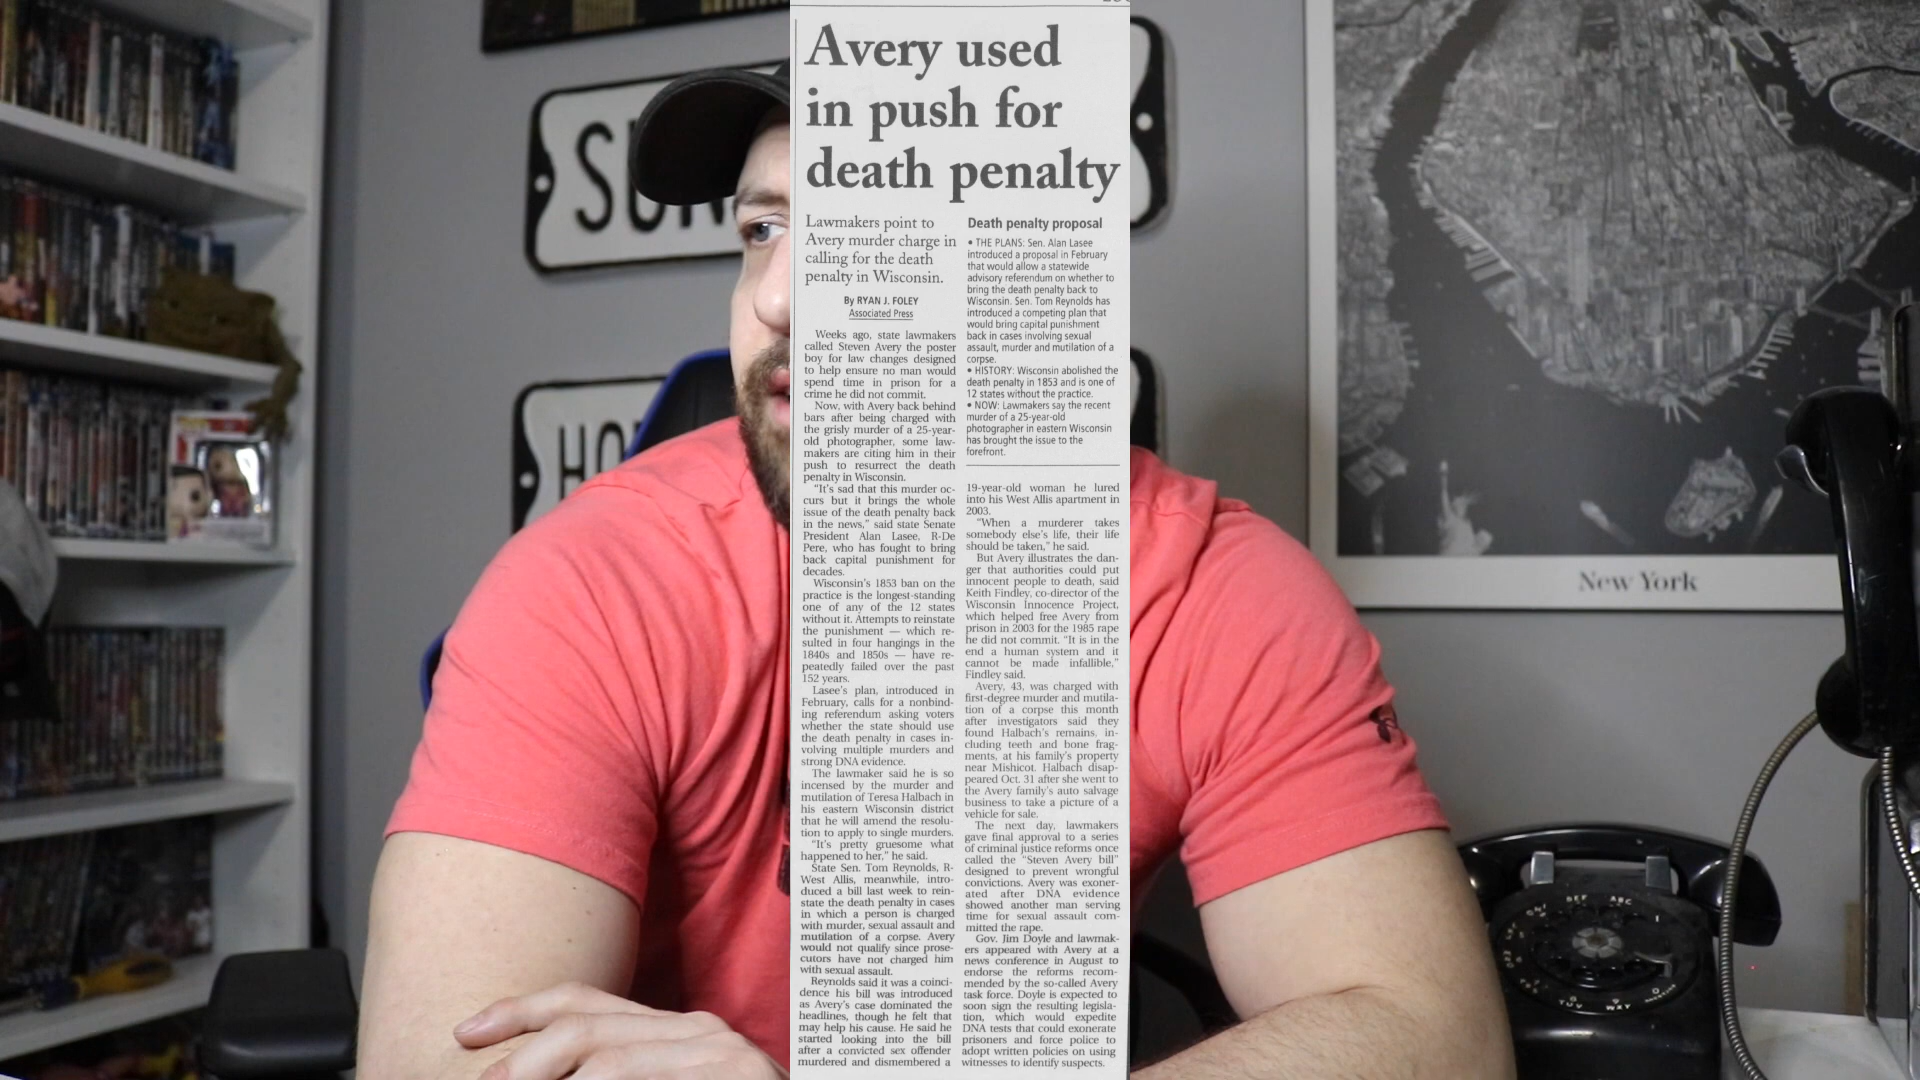 Avery used
in push for
death penalty
Lawmakers point to
Avery murder charge in
calling for the death
penalty in Wisconsin.
By RYAN J. FOLEY
Associated Press
Weeks ago, state lawmakers
called Steven Avery the poster
boy for law changes designed
to help ensure no man would
spend time in prison for a
crime he did not commit.
Now, with Avery back behind
bars after being charged with
the grisly murder of a 25-year-
old photographer, some law-
makers are citing him in their
push to resurrect the death
penalty in Wisconsin.
"It's sad that this murder oc-
curs but it brings the whole
issue of the death penalty back
in the news," said state Senate
President Alan Lasee, R-De
Pere, who has fought to bring
back capital punishment for
decades.
Wisconsin's 1853 ban on the
practice is the longest-standing
one of any of the 12 states
without it. Attempts to reinstate
the punishment — which re-
sulted in four hangings in the
1840s and 1850s — have re-
peatedly failed over the past
152 years.
Lasee's plan, introduced in
February, calls for a nonbind-
ing referendum asking voters
whether the state should use
the death penalty in cases in-
volving multiple murders and
strong DNA evidence.
The lawmaker said he is so
incensed by the murder and
mutilation of Teresa Halbach in
his eastern Wisconsin district
that he will amend the resolu-
tion to apply to single murders.
"It's pretty gruesome what
happened to her," he said.
State Sen. Tom Reynolds, R-
West Allis, meanwhile, intro-
duced a bill last week to rein-
state the death penalty in cases
in which a person is charged
with murder, sexual assault and
mutilation of a corpse. Avery
would not qualify since prose-
cutors have not charged him
with sexual assault.
Reynolds said it was a coinci-
dence his bill was introduced
as Avery's case dominated the
headlines, though he felt that
may help his cause. He said he
started looking into the bill
after a convicted sex offender
murdered and dismembered a
Death penalty proposal
• THE PLANS: Sen. Alan Lasee
introduced a proposal in February
that would allow a statewide
advisory referendum on whether to
bring the death penalty back to
Wisconsin. Sen. Tom Reynolds has
introduced a competing plan that
would bring capital punishment
back in cases involving sexual
assault, murder and mutilation of a
corpse.
• HISTORY: Wisconsin abolished the
death penalty in 1853 and is one of
12 states without the practice.
• NOW: Lawmakers say the recent
murder of a 25-year-old
photographer in eastern Wisconsin
has brought the issue to the
forefront.
19-year-old woman he lured
into his West Allis apartment in
2003.
"When a murderer takes
somebody else's life, their life
should be taken," he said.
But Avery illustrates the dan-
ger that authorities could put
innocent people to death, said
Keith Findley, co-director of the
Wisconsin Innocence Project,
which helped free Avery from
prison in 2003 for the 1985 rape
he did not commit. "It is in the
end a human system and it
cannot be made infallible,"
Findley said.
Avery, 43, was charged with
first-degree murder and mutila-
tion of a corpse this month
after investigators said they
found Halbach's remains, in-
cluding teeth and bone frag-
ments, at his family's property
near Mishicot. Halbach disap-
peared Oct. 31 after she went to
the Avery family's auto salvage
business to take a picture of a
vehicle for sale.
The next day, lawmakers
gave final approval to a series
of criminal justice reforms once
called the "Steven Avery bill"
designed to prevent wrongful
convictions. Avery was exoner-
ated after DNA evidence
showed another man serving
time for sexual assault com-
mitted the rape.
Gov. Jim Doyle and lawmak-
ers appeared with Avery at a
news conference in August to
endorse the reforms recom-
mended by the so-called Avery
task force. Doyle is expected to
soon sign the resulting legisla-
tion, which would expedite
DNA tests that could exonerate
prisoners and force police to
adopt written policies on using
witnesses to identify suspects.
New York